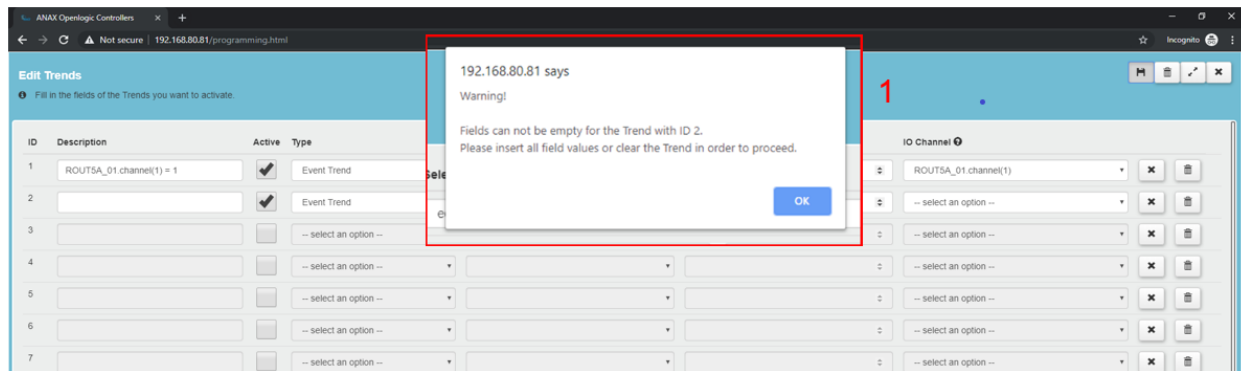 ANAX Openlogic Controllers
Not secure | 192.168.80.81/programming.html
Incognito
Edit Trends
Fill in the fields of the Trends you want to activate.
192.168.80.81 says
Warning!
Fields can not be empty for the Trend with ID 2.
Please insert all field values or clear the Trend in order to proceed.
OK
1
ID Description Active Type IO Channel
1 ROUT5A_01.channel(1) = 1 Event Trend ROUT5A_01.channel(1)
2 Event Trend -- select an option --
3 -- select an option -- -- select an option --
4 -- select an option -- -- select an option --
5 -- select an option -- -- select an option --
6 -- select an option -- -- select an option --
7 -- select an option -- -- select an option --